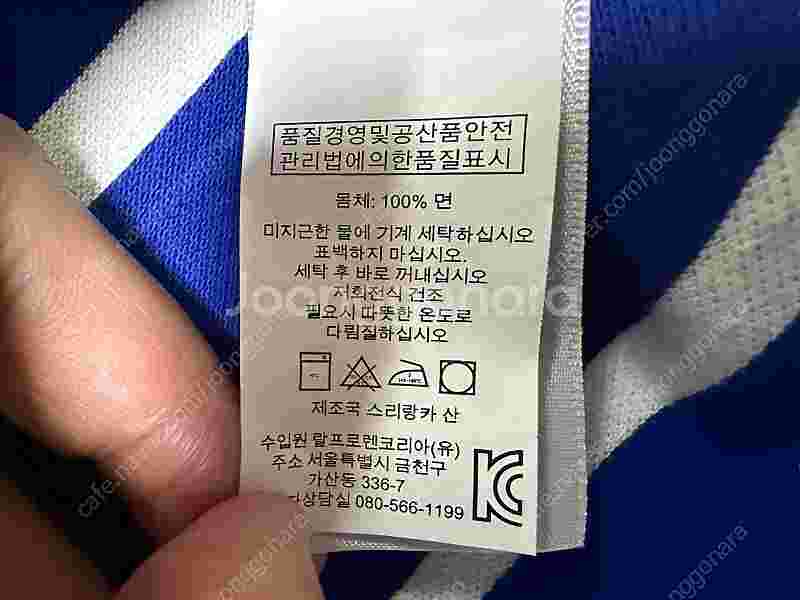 품질경영및공산품안전
관리법에의한품질표시
몸체: 100% 면
미지근한 물에 기계 세탁하십시오
표백하지 마십시오.
세탁 후 바로 꺼내십시오
저회전식 건조
필요시 따뜻한 온도로
다림질하십시오
제조국 스리랑카 산
수입원 랄프로렌코리아(유)
주소 서울특별시 금천구
가산동 336-7
상담실 080-566-1199
Joonggonara